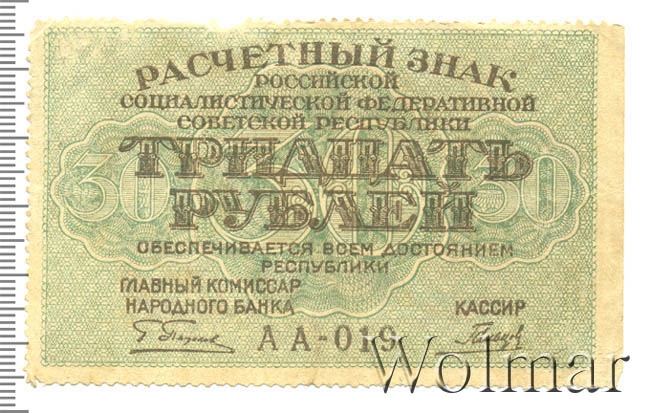 РАСЧЕТНЫЙ ЗНАК
РОССИЙСКОЙ
СОЦИАЛИСТИЧЕСКОЙ ФЕДЕРАТИВНОЙ
СОВЕТСКОЙ РЕСПУБЛИКИ
30 ТРИДЦАТЬ 30
РУБЛЕЙ
ОБЕСПЕЧИВАЕТСЯ ВСЕМ ДОСТОЯНИЕМ
РЕСПУБЛИКИ
ГЛАВНЫЙ КОМИССАР
НАРОДНОГО БАНКА
КАССИР
АА-019
Wolmar